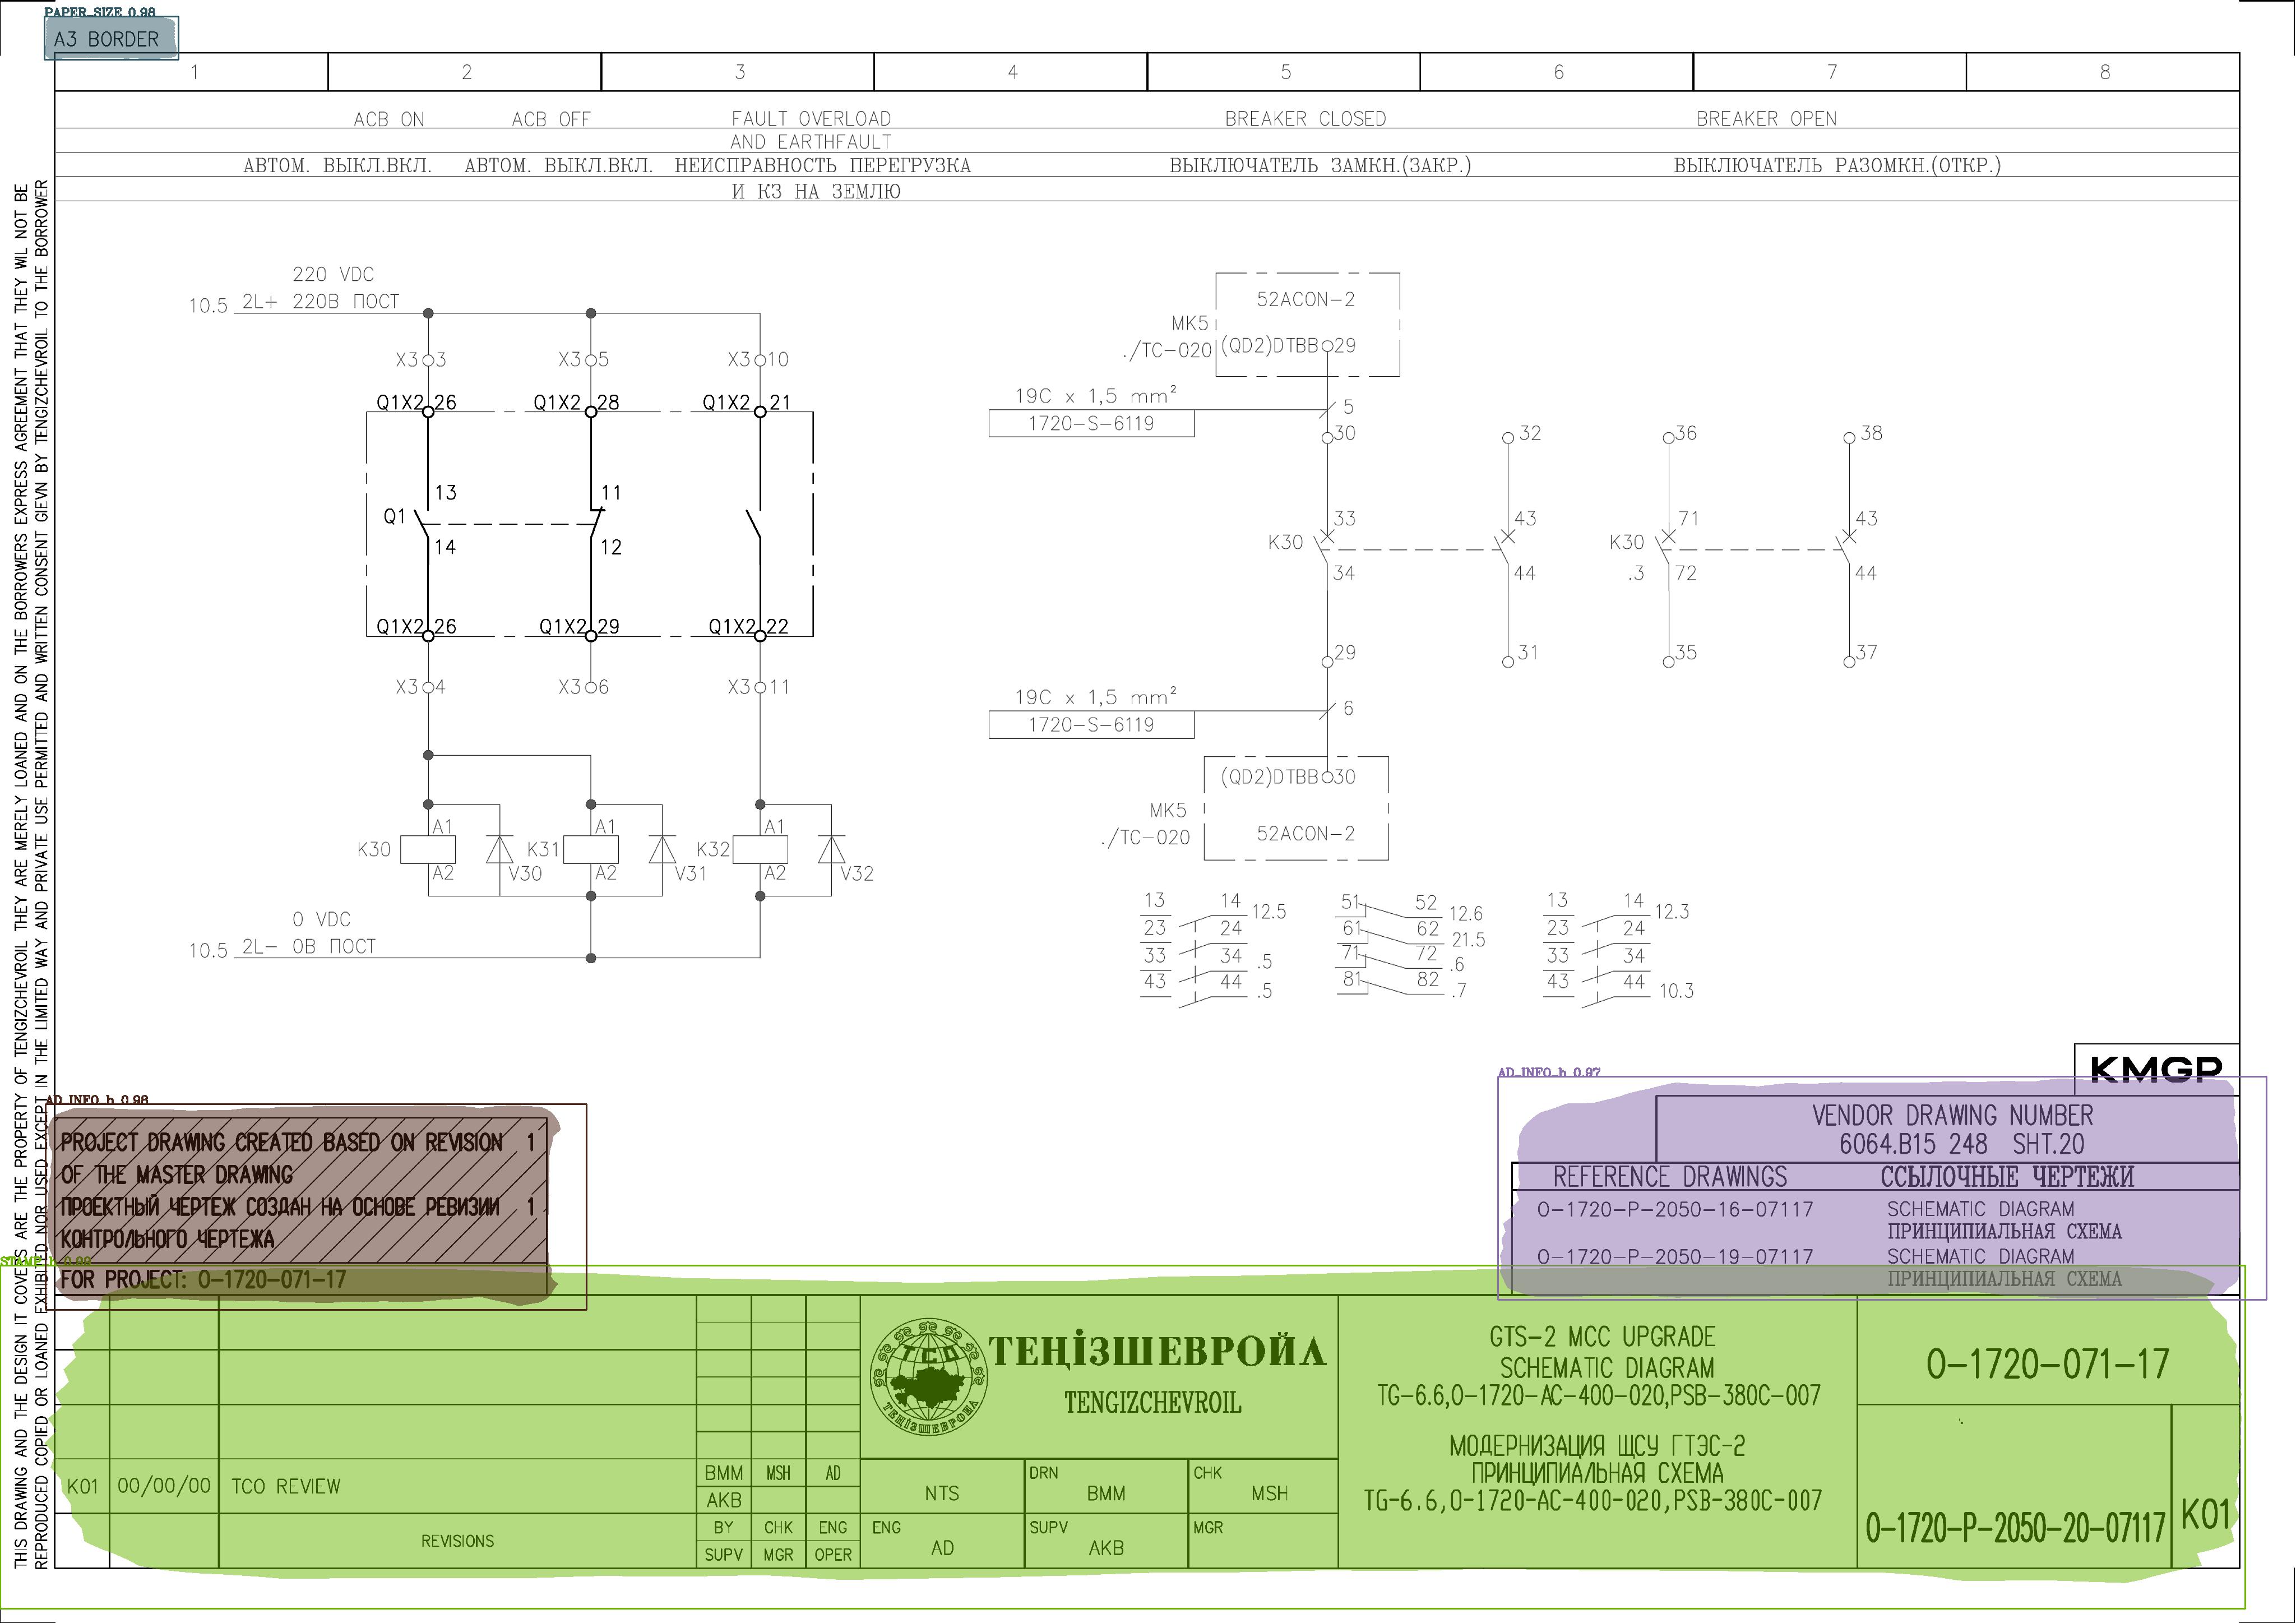 PAPER_SIZE 0.98
A3 BORDER
1 2 3 4 5 6 7 8
ACB ON ACB OFF FAULT OVERLOAD BREAKER CLOSED BREAKER OPEN
AND EARTHFAULT
АВТОМ. ВЫКЛ.ВКЛ. АВТОМ. ВЫКЛ.ВКЛ. НЕИСПРАВНОСТЬ ПЕРЕГРУЗКА ВЫКЛЮЧАТЕЛЬ ЗАМКН.(ЗАКР.) ВЫКЛЮЧАТЕЛЬ РАЗОМКН.(ОТКР.)
И КЗ НА ЗЕМЛЮ
THIS DRAWING AND THE DESIGN IT COVERS ARE THE PROPERTY OF TENGIZCHEVROIL THEY ARE MERELY LOANED AND ON THE BORROWERS EXPRESS AGREEMENT THAT THEY WIL NOT BE
REPRODUCED COPIED OR LOANED EXHIBITED NOR USED EXCEPT IN THE LIMITED WAY AND PRIVATE USE PERMITTED AND WRITTEN CONSENT GIEVN BY TENGIZCHEVROIL TO THE BORROWER
220 VDC
10.5 2L+ 220В ПОСТ
X3 3 X3 5 X3 10
Q1X2 26 Q1X2 28 Q1X2 21
13 11
Q1
14 12
Q1X2 26 Q1X2 29 Q1X2 22
X3 4 X3 6 X3 11
A1 A1 A1
K30 K31 K32
A2 V30 A2 V31 A2 V32
0 VDC
10.5 2L- 0В ПОСТ
52ACON-2
MK5
./TC-020 (QD2)DTBB 29
19C x 1,5 mm²
1720-S-6119
5
30 32 36 38
33 43 71 43
K30 K30
34 44 .3 72 44
29 31 35 37
19C x 1,5 mm²
1720-S-6119
6
(QD2)DTBB 30
MK5
./TC-020 52ACON-2
13 14 12.5 51 52 12.6 13 14 12.3
23 24 61 62 21.5 23 24
33 34 .5 71 72 .6 33 34
43 44 .5 81 82 .7 43 44 10.3
KMGP
AD_INFO_h 0.97
VENDOR DRAWING NUMBER
6064.B15 248 SHT.20
REFERENCE DRAWINGS ССЫЛОЧНЫЕ ЧЕРТЕЖИ
O-1720-P-2050-16-07117 SCHEMATIC DIAGRAM
ПРИНЦИПИАЛЬНАЯ СХЕМА
O-1720-P-2050-19-07117 SCHEMATIC DIAGRAM
ПРИНЦИПИАЛЬНАЯ СХЕМА
AD_INFO_h 0.98
PROJECT DRAWING CREATED BASED ON REVISION 1
OF THE MASTER DRAWING
ПРОЕКТНЫЙ ЧЕРТЕЖ СОЗДАН НА ОСНОВЕ РЕВИЗИИ 1
КОНТРОЛЬНОГО ЧЕРТЕЖА
FOR PROJECT: O-1720-071-17
K01 00/00/00 TCO REVIEW
REVISIONS
BMM MSH AD
AKB
BY CHK ENG
SUPV MGR OPER
TCO
ТЕҢІЗШЕВРОЙЛ
ТЕҢІЗШЕВРОЙЛ
TENGIZCHEVROIL
NTS
DRN
BMM
CHK
MSH
ENG
AD
SUPV
AKB
MGR
GTS-2 MCC UPGRADE
SCHEMATIC DIAGRAM
TG-6.6,O-1720-AC-400-020,PSB-380C-007
МОДЕРНИЗАЦИЯ ЩСУ ГТЭС-2
ПРИНЦИПИАЛЬНАЯ СХЕМА
TG-6.6,O-1720-AC-400-020,PSB-380C-007
O-1720-071-17
O-1720-P-2050-20-07117
K01